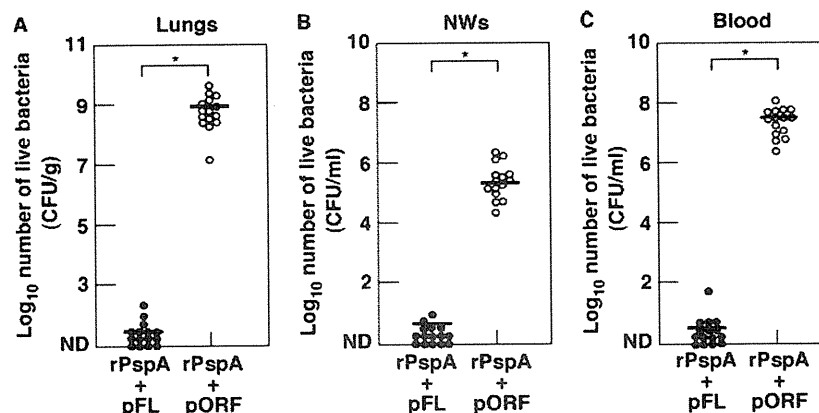 A
Lungs
Log10 number of live bacteria
(CFU/g)
11
9
7
5
3
ND
*
rPspA
+
pFL
rPspA
+
pORF
B
NWs
Log10 number of live bacteria
(CFU/ml)
10
8
6
4
2
ND
*
rPspA
+
pFL
rPspA
+
pORF
C
Blood
Log10 number of live bacteria
(CFU/ml)
10
8
6
4
2
ND
*
rPspA
+
pFL
rPspA
+
pORF